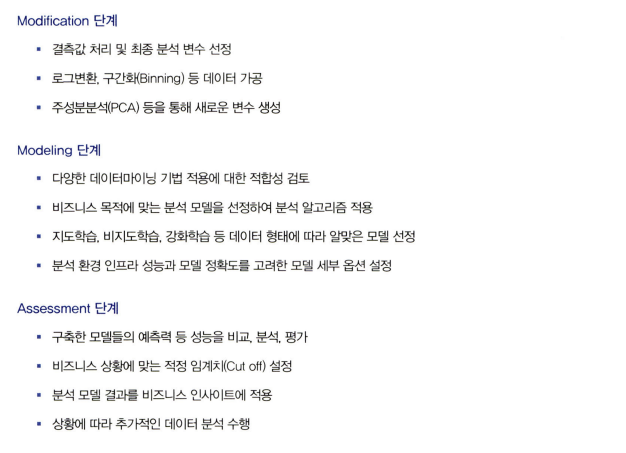 Modification 단계
▪ 결측값 처리 및 최종 분석 변수 선정
▪ 로그변환, 구간화(Binning) 등 데이터 가공
▪ 주성분분석(PCA) 등을 통해 새로운 변수 생성
Modeling 단계
▪ 다양한 데이터마이닝 기법 적용에 대한 적합성 검토
▪ 비즈니스 목적에 맞는 분석 모델을 선정하여 분석 알고리즘 적용
▪ 지도학습, 비지도학습, 강화학습 등 데이터 형태에 따라 알맞은 모델 선정
▪ 분석 환경 인프라 성능과 모델 정확도를 고려한 모델 세부 옵션 설정
Assessment 단계
▪ 구축한 모델들의 예측력 등 성능을 비교, 분석, 평가
▪ 비즈니스 상황에 맞는 적정 임계치(Cut off) 설정
▪ 분석 모델 결과를 비즈니스 인사이트에 적용
▪ 상황에 따라 추가적인 데이터 분석 수행